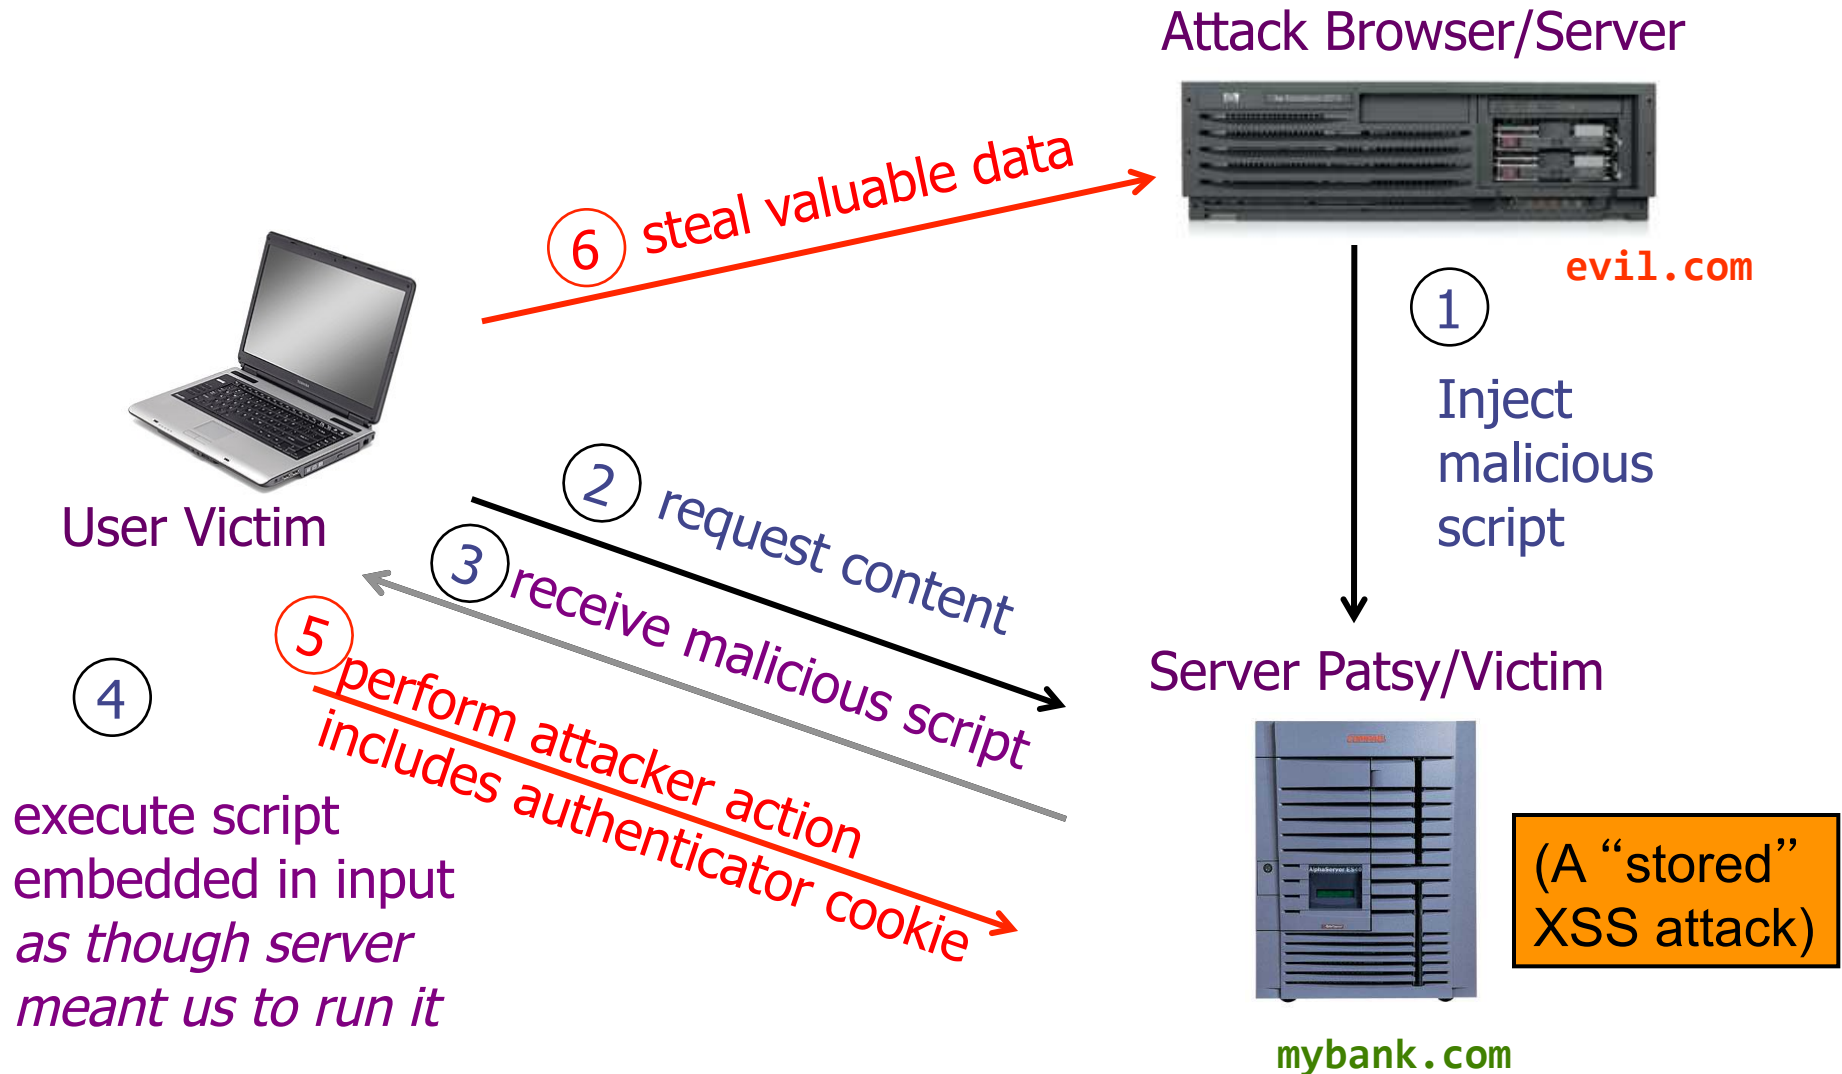 Attack Browser/Server
evil.com
6 steal valuable data
1
Inject
malicious
script
User Victim
2 request content
3 receive malicious script
5 perform attacker action
includes authenticator cookie
4
execute script
embedded in input
as though server
meant us to run it
Server Patsy/Victim
(A “stored”
XSS attack)
mybank.com